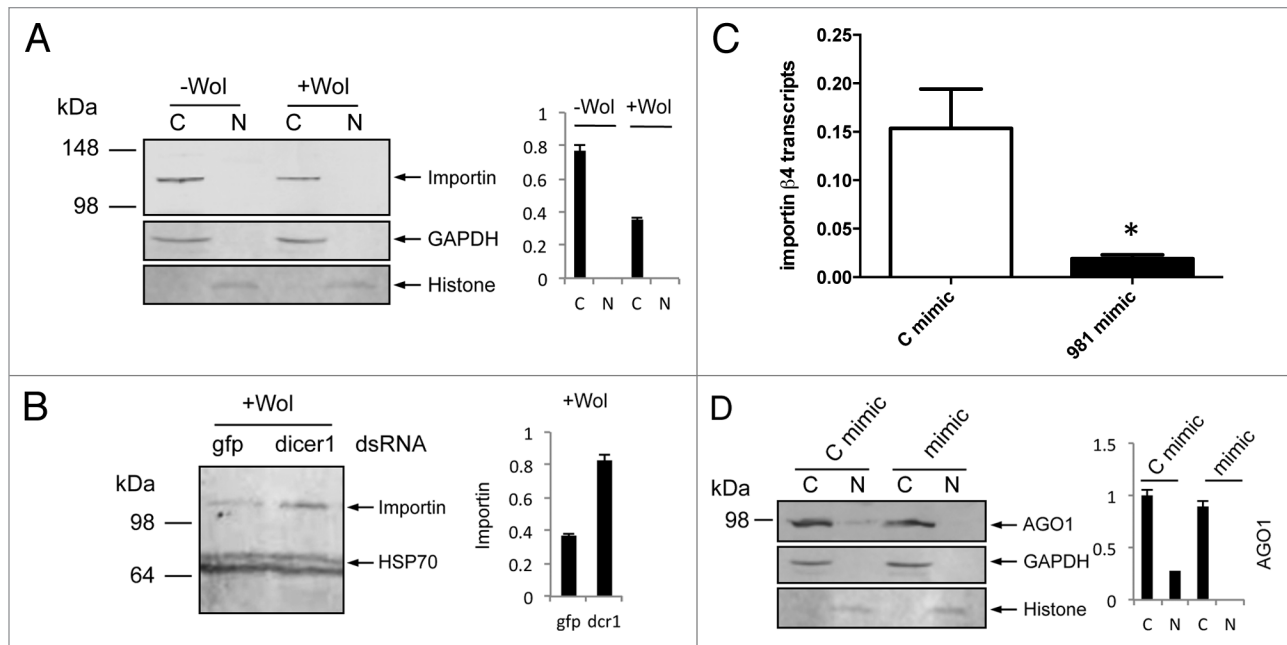 A
-Wol +Wol
kDa C N C N
148
98
Importin
GAPDH
Histone
-Wol +Wol
1
0.8
0.6
0.4
0.2
0
C N C N
B
+Wol
gfp dicer1 dsRNA
kDa
98
64
Importin
HSP70
+Wol
Importin
1
0.8
0.6
0.4
0.2
0
gfp dcr1
C
importin β4 transcripts
0.25
0.20
0.15
0.10
0.05
0.00
*
C mimic
981 mimic
D
C mimic mimic
kDa C N C N
98
AGO1
GAPDH
Histone
C mimic mimic
1.5
1
0.5
0
AGO1
C N C N